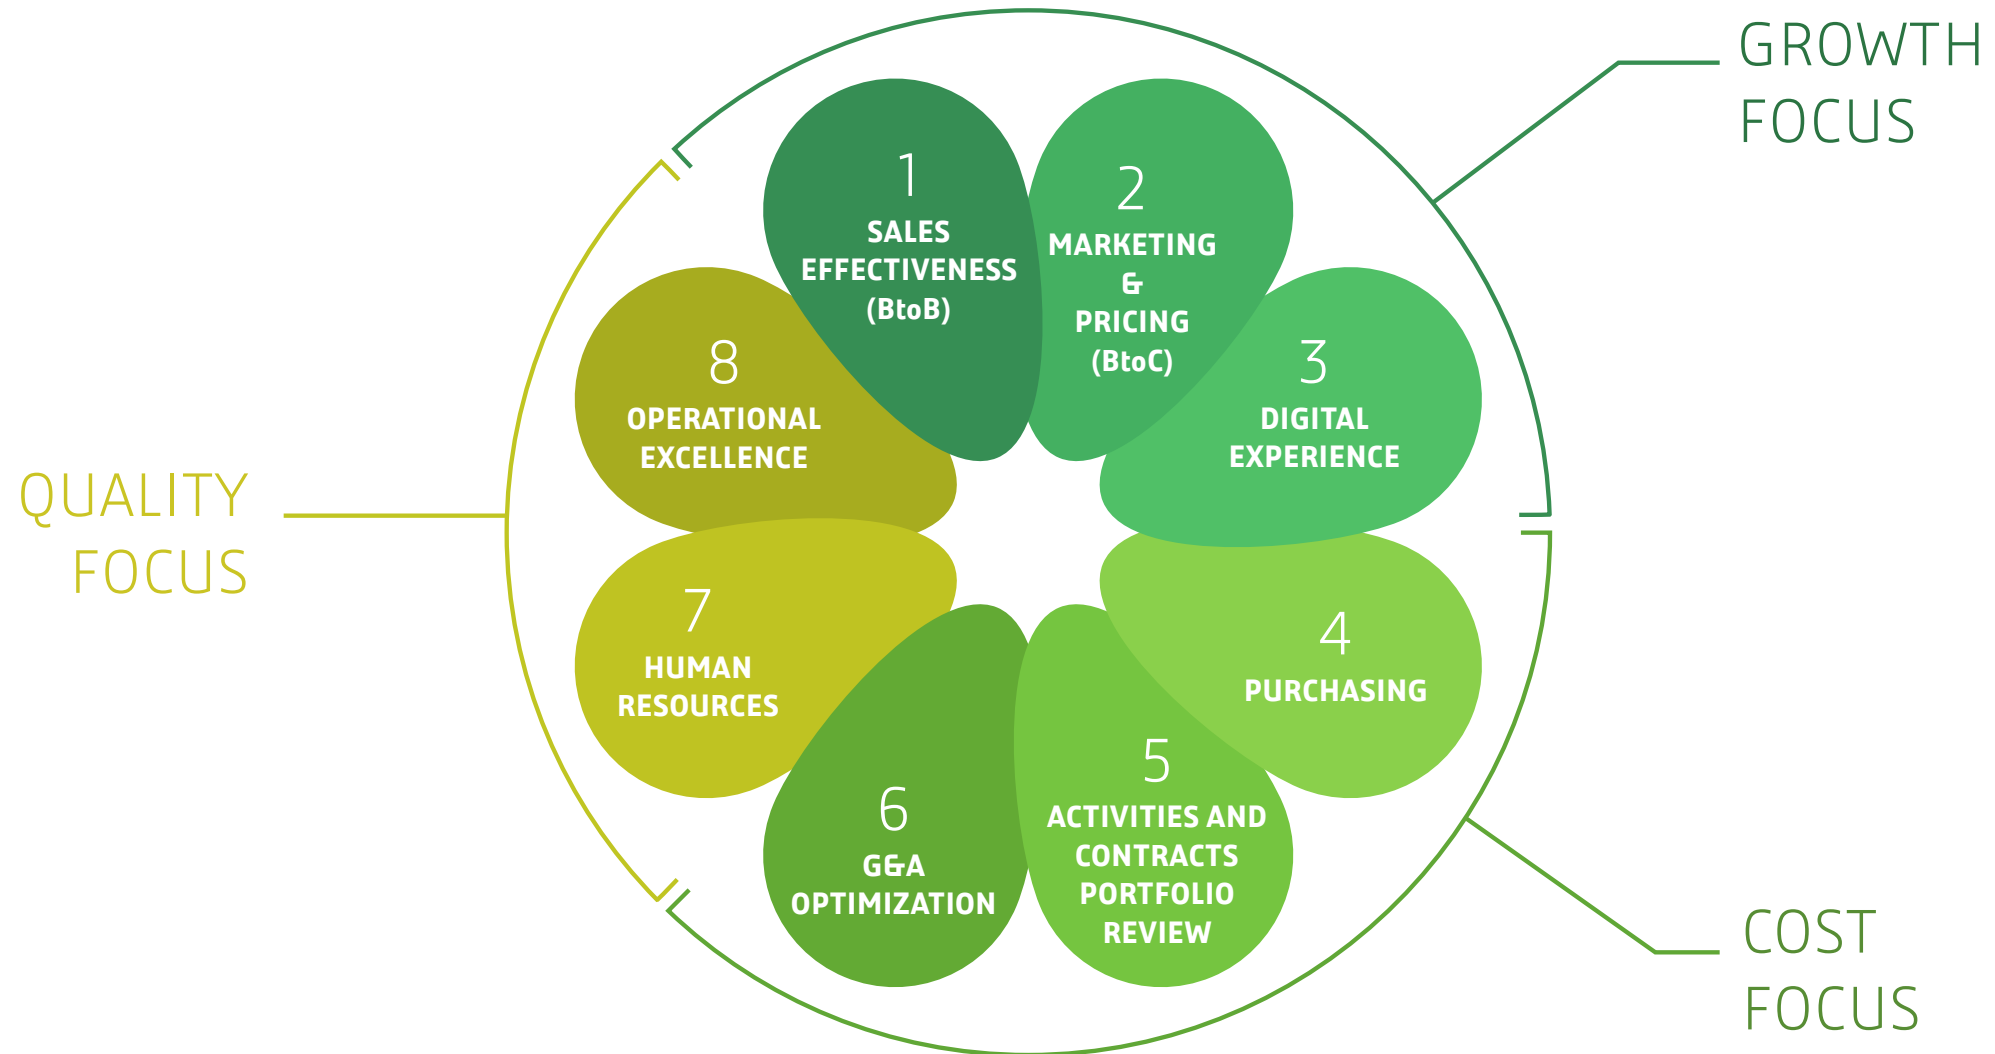 GROWTH
FOCUS
1
SALES
EFFECTIVENESS
(BtoB)
2
MARKETING
&
PRICING
(BtoC)
3
DIGITAL
EXPERIENCE
4
PURCHASING
5
ACTIVITIES AND
CONTRACTS
PORTFOLIO
REVIEW
6
G&A
OPTIMIZATION
7
HUMAN
RESOURCES
8
OPERATIONAL
EXCELLENCE
QUALITY
FOCUS
COST
FOCUS